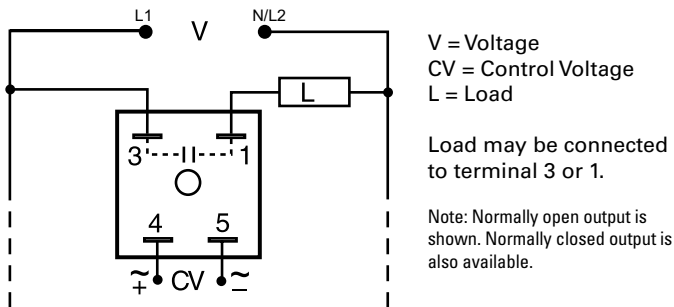 L1 V N/L2
L
3 1
4 5
~+ CV ~−
V = Voltage
CV = Control Voltage
L = Load
Load may be connected
to terminal 3 or 1.
Note: Normally open output is
shown. Normally closed output is
also available.